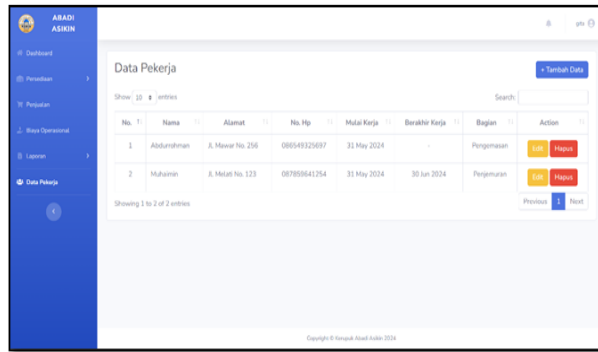 ABADI
ASIKIN
Dashboard
Persediaan
Penjualan
Biaya Operasional
Laporan
Data Pekerja
Data Pekerja
+ Tambah Data
Show 10 entries
Search:
No. Nama Alamat No. Hp Mulai Kerja Berakhir Kerja Bagian Action
1 Abdurrohman JL Mawar No. 256 086549325697 31 May 2024 - Pengemasan Edit Hapus
2 Muhaimin JL Melati No. 123 087858641254 31 May 2024 30 Jun 2024 Penjemuran Edit Hapus
Showing 1 to 2 of 2 entries
Previous 1 Next
Copyright © Kerupuk Abadi Asikin 2024